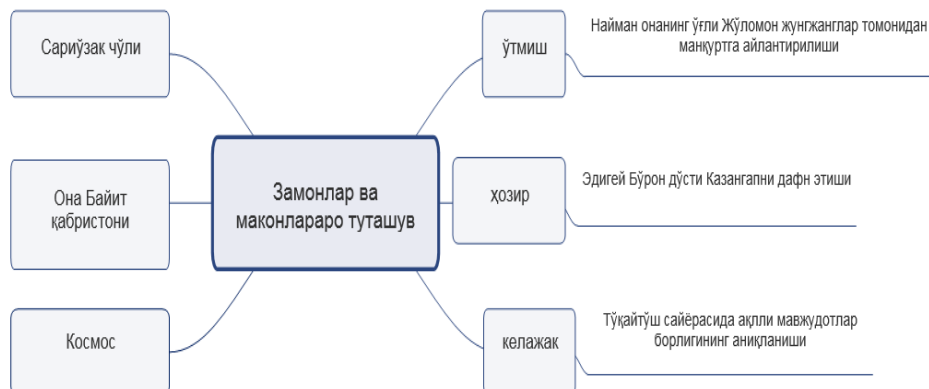 Сариўзак чўли
Она Байит
қабристони
Космос
Замонлар ва
маконлараро туташув
ўтмиш
Найман онанинг ўғли Жўломон жунгжанглар томонидан
манқуртга айлантирилиши
ҳозир
Эдигей Бўрон дўсти Казангапни дафн этиши
келажак
Тўқайтўш сайёрасида ақлли мавжудотлар
борлигининг аниқланиши